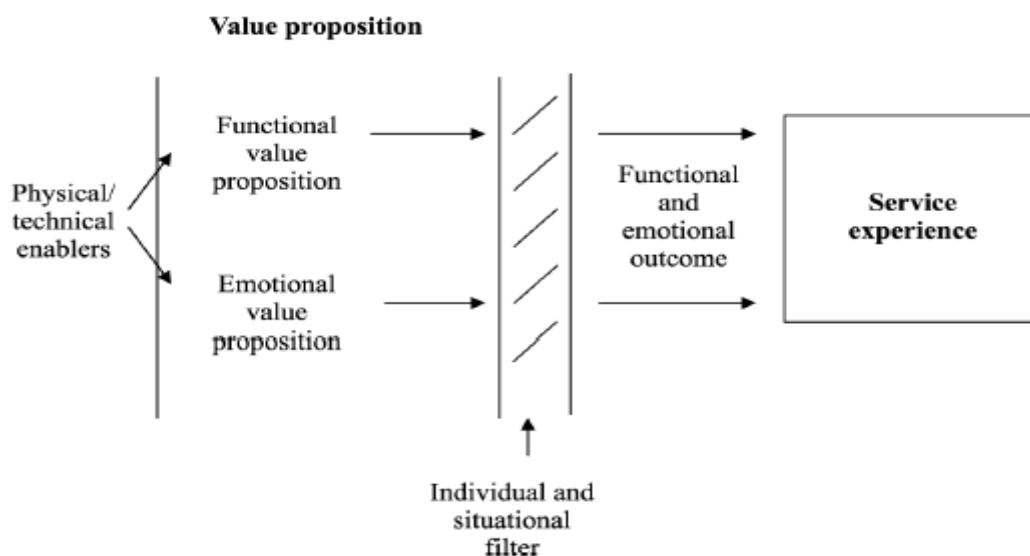 Value proposition
Physical/
technical
enablers
Functional
value
proposition
Emotional
value
proposition
Individual and
situational
filter
Functional
and
emotional
outcome
Service
experience